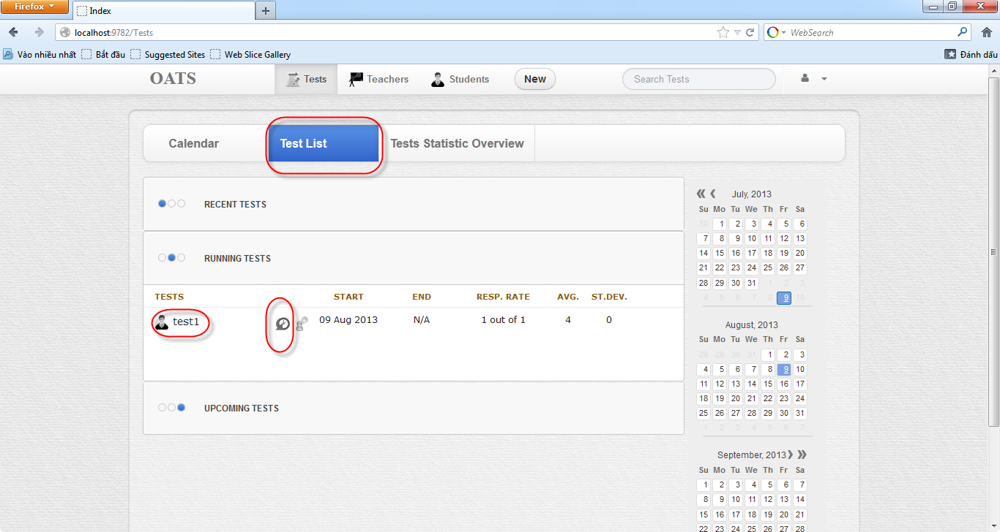 Firefox
Index
localhost:9782/Tests
WebSearch
Vào nhiều nhất Bắt đầu Suggested Sites Web Slice Gallery Đánh dấu
OATS Tests Teachers Students New Search Tests
Calendar Test List Tests Statistic Overview
RECENT TESTS
RUNNING TESTS
TESTS START END RESP. RATE AVG. ST.DEV.
test1 09 Aug 2013 N/A 1 out of 1 4 0
UPCOMING TESTS
July, 2013
Su Mo Tu We Th Fr Sa
30 1 2 3 4 5 6
7 8 9 10 11 12 13
14 15 16 17 18 19 20
21 22 23 24 25 26 27
28 29 30 31 1 2 3
4 5 6 7 8 9 10
August, 2013
Su Mo Tu We Th Fr Sa
28 29 30 31 1 2 3
4 5 6 7 8 9 10
11 12 13 14 15 16 17
18 19 20 21 22 23 24
25 26 27 28 29 30 31
1 2 3 4 5 6 7
September, 2013
Su Mo Tu We Th Fr Sa
1 2 3 4 5 6 7
8 9 10 11 12 13 14
15 16 17 18 19 20 21
22 23 24 25 26 27 28